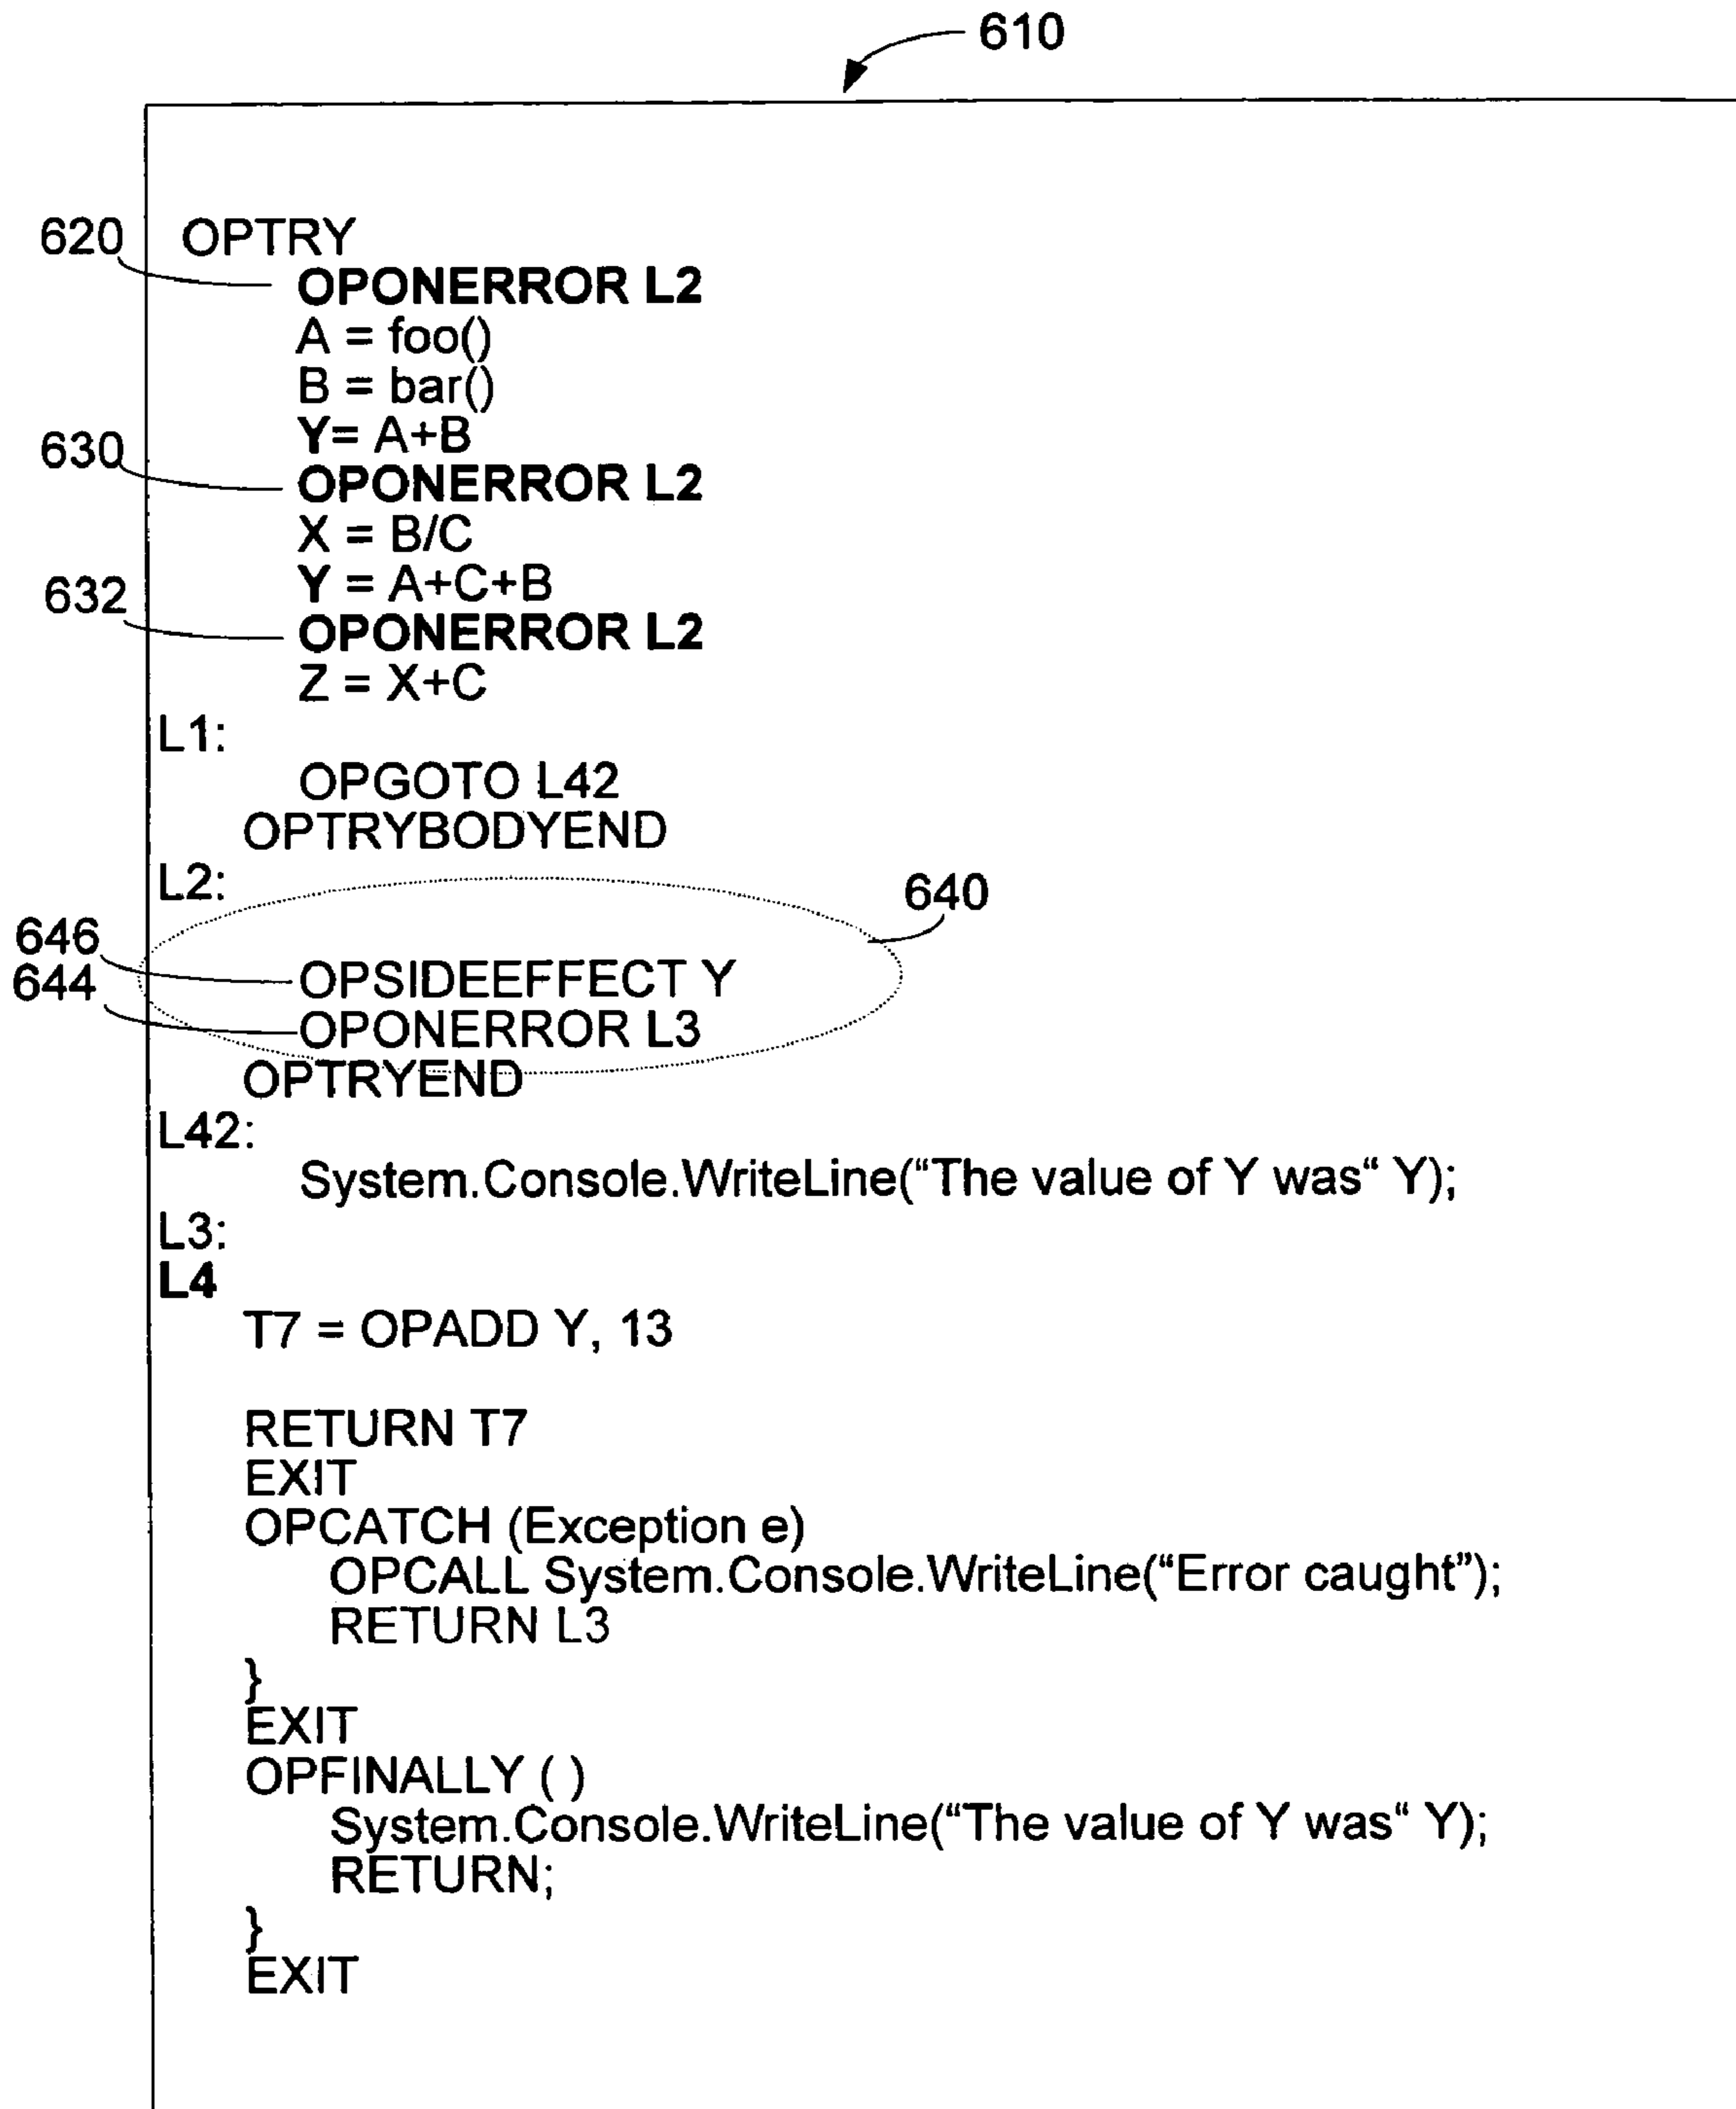 610
620 OPTRY
OPONERROR L2
A = foo()
B = bar()
Y= A+B
630
OPONERROR L2
X = B/C
Y = A+C+B
632
OPONERROR L2
Z = X+C
L1:
OPGOTO L42
OPTRYBODYEND
L2:
640
646
OPSIDEEFFECT Y
644
OPONERROR L3
OPTRYEND
L42:
System.Console.WriteLine(“The value of Y was“ Y);
L3:
L4
T7 = OPADD Y, 13
RETURN T7
EXIT
OPCATCH (Exception e)
OPCALL System.Console.WriteLine(“Error caught”);
RETURN L3
}
EXIT
OPFINALLY ( )
System.Console.WriteLine(“The value of Y was“ Y);
RETURN;
}
EXIT